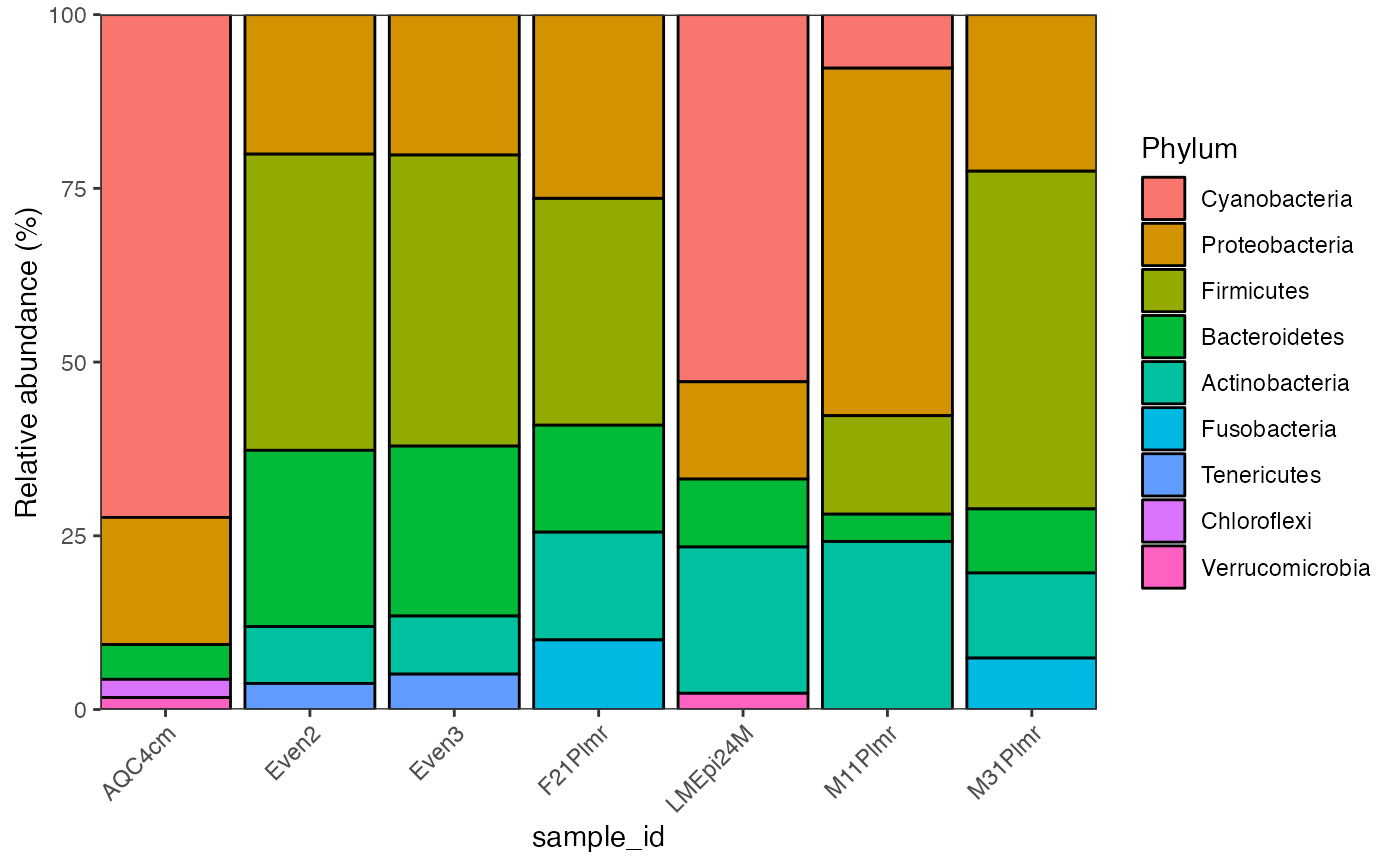 Relative abundance (%)
100
75
50
25
0
AQC4cm
Even2
Even3
F21Plmr
LMEpi24M
M11Plmr
M31Plmr
sample_id
Phylum
Cyanobacteria
Proteobacteria
Firmicutes
Bacteroidetes
Actinobacteria
Fusobacteria
Tenericutes
Chloroflexi
Verrucomicrobia